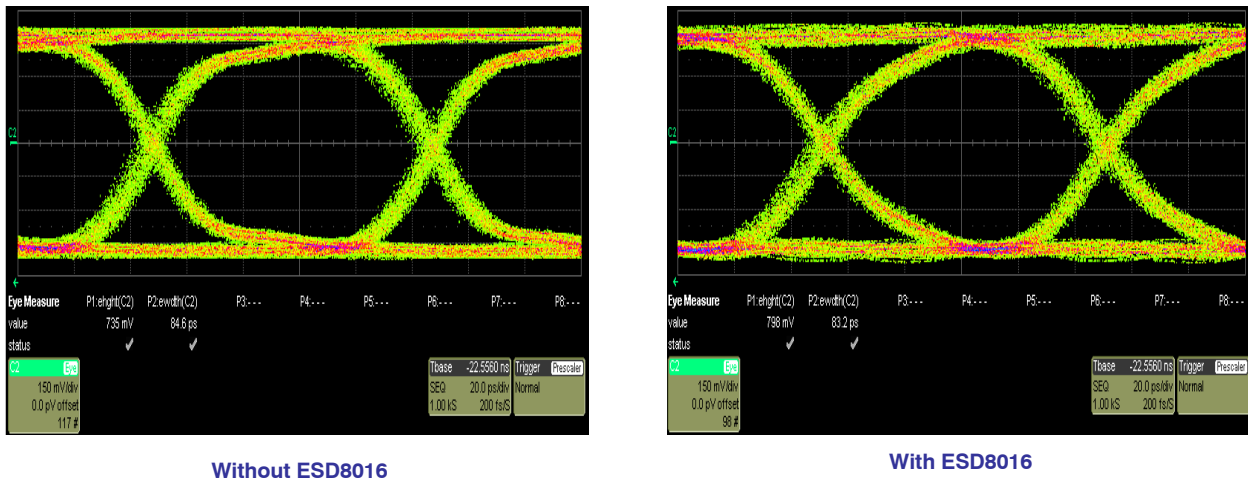 C2
Eye Measure P1:ehght(C2) P2:ewdth(C2) P3:--- P4:--- P5:--- P6:--- P7:--- P8:---
value 735 mV 84.6 ps
status ✔ ✔
C2 Eye
150 mV/div
0.0 pV offset
117 #
Tbase -22.5560 ns
SEQ 20.0 ps/div
1.00 kS 200 fs/S
Trigger Prescaler
Normal
Without ESD8016
C2
Eye Measure P1:ehght(C2) P2:ewdth(C2) P3:--- P4:--- P5:--- P6:--- P7:--- P8:---
value 798 mV 83.2 ps
status ✔ ✔
C2 Eye
150 mV/div
0.0 pV offset
98 #
Tbase -22.5560 ns
SEQ 20.0 ps/div
1.00 kS 200 fs/S
Trigger Prescaler
Normal
With ESD8016